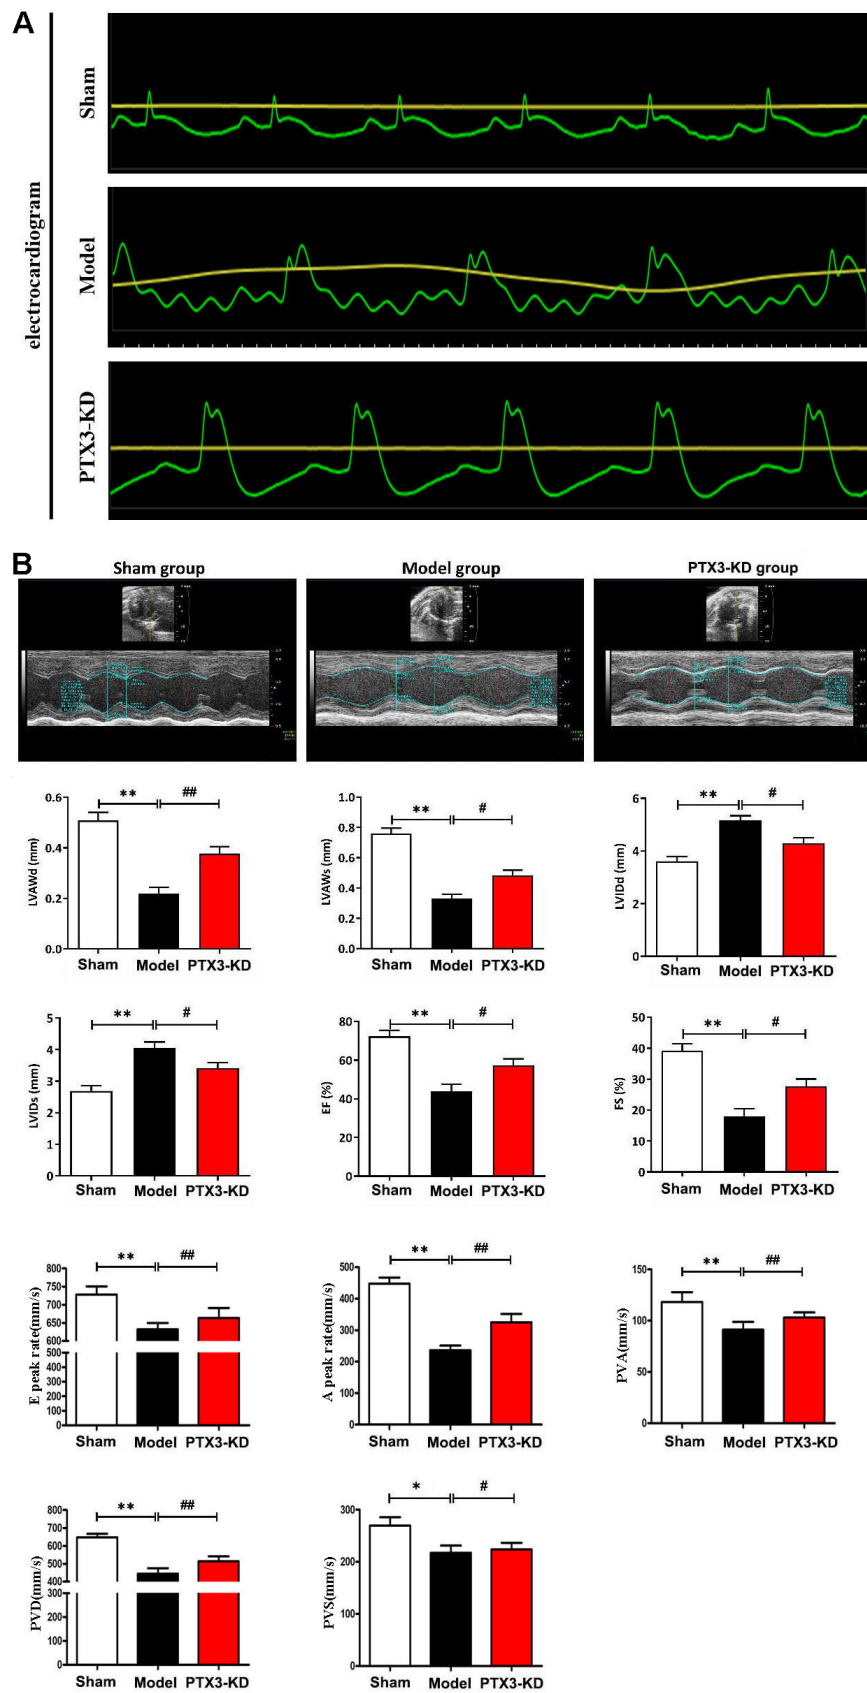 A
electrocardiogram
Sham
Model
PTX3-KD
B
Sham group
Model group
PTX3-KD group
LVAWd (mm)
0.6
0.4
0.2
0.0
**
##
Sham
Model
PTX3-KD
LVAWs (mm)
1.0
0.8
0.6
0.4
0.2
0.0
**
#
Sham
Model
PTX3-KD
LVIDd (mm)
6
4
2
0
**
#
Sham
Model
PTX3-KD
LVIDs (mm)
5
4
3
2
1
0
**
#
Sham
Model
PTX3-KD
EF (%)
80
60
40
20
0
**
#
Sham
Model
PTX3-KD
FS (%)
50
40
30
20
10
0
**
#
Sham
Model
PTX3-KD
E peak rate(mm/s)
800
750
700
650
600
500
400
300
200
100
0
**
##
Sham
Model
PTX3-KD
A peak rate(mm/s)
500
400
300
200
100
0
**
##
Sham
Model
PTX3-KD
PVA(mm/s)
150
100
50
0
**
##
Sham
Model
PTX3-KD
PVD(mm/s)
800
700
600
500
400
300
200
100
0
**
##
Sham
Model
PTX3-KD
PVS(mm/s)
300
200
100
0
*
#
Sham
Model
PTX3-KD